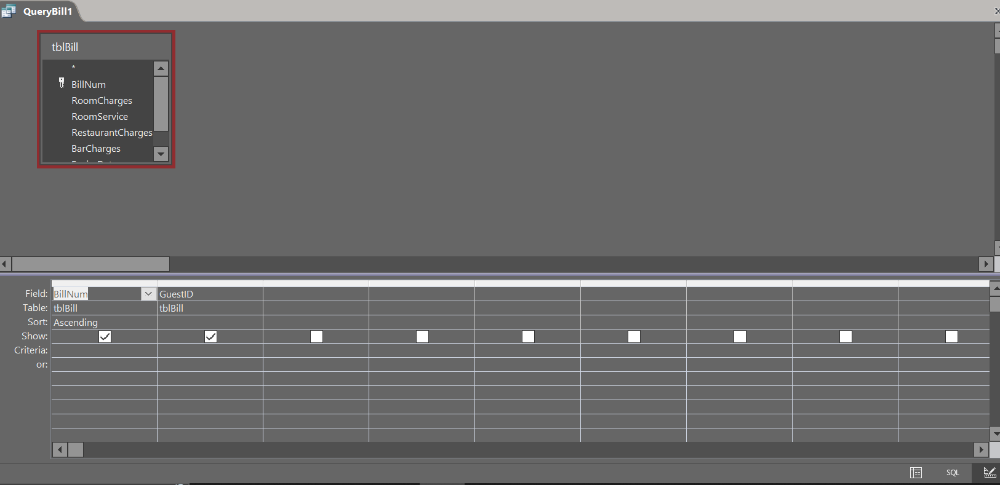 QueryBill1
tblBill
*
BillNum
RoomCharges
RoomService
RestaurantCharges
BarCharges
Field: BillNum GuestID
Table: tblBill tblBill
Sort: Ascending
Show:
Criteria:
or:
SQL